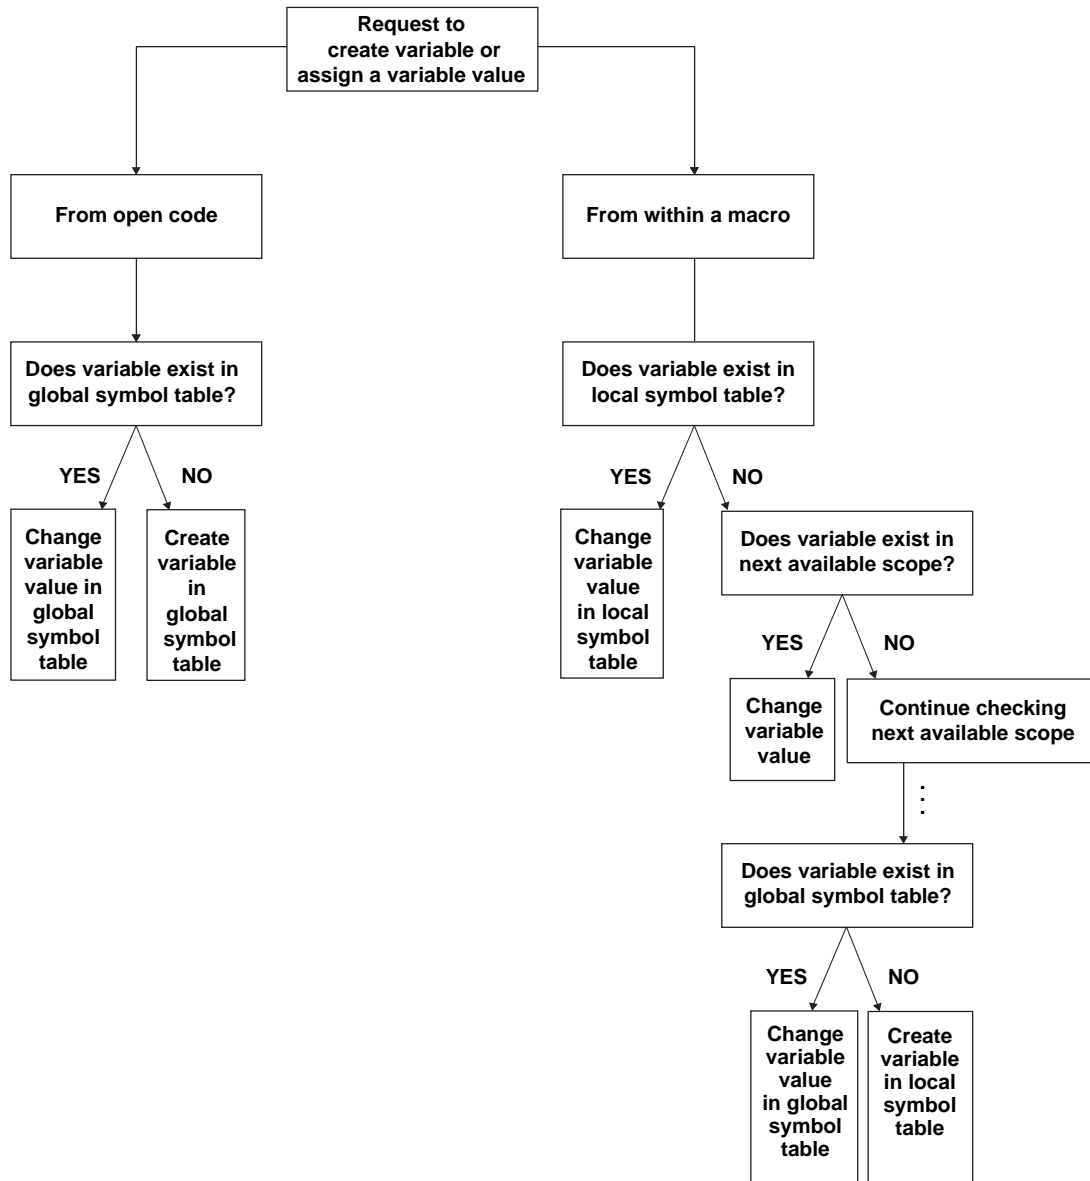 Request to
create variable or
assign a variable value
From open code
From within a macro
Does variable exist in
global symbol table?
Does variable exist in
local symbol table?
YES
NO
YES
NO
Change
variable
value in
global
symbol
table
Create
variable
in
global
symbol
table
Change
variable
value
in local
symbol
table
Does variable exist in
next available scope?
YES
NO
Change
variable
value
Continue checking
next available scope
Does variable exist in
global symbol table?
YES
NO
Change
variable
value
in global
symbol
table
Create
variable
in local
symbol
table